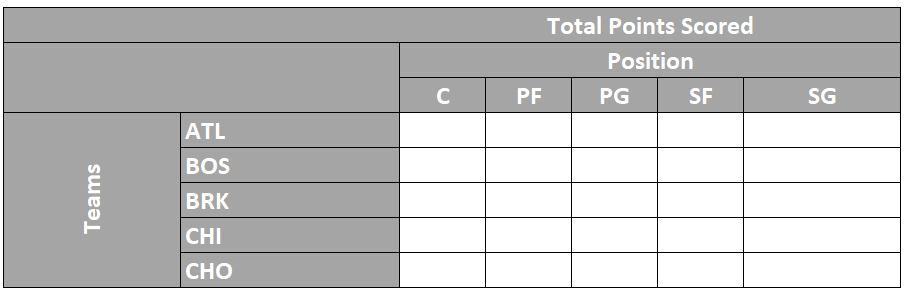 Total Points Scored
Position
C PF PG SF SG
Teams
ATL
BOS
BRK
CHI
CHO